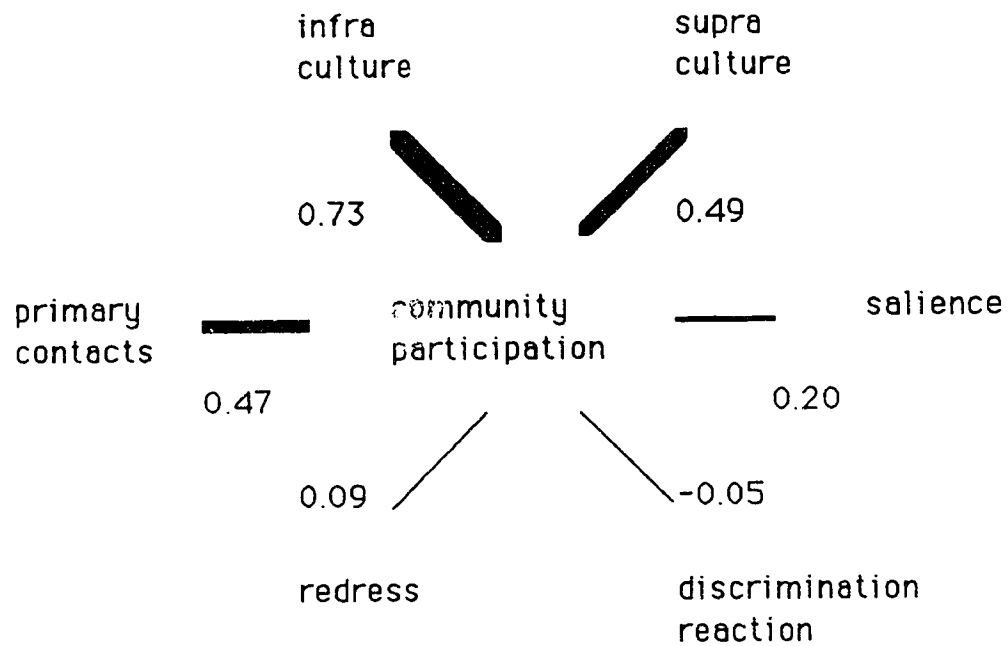 infra
culture
supra
culture
0.73
0.49
primary
contacts
community
participation
salience
0.47
0.20
0.09
-0.05
redress
discrimination
reaction